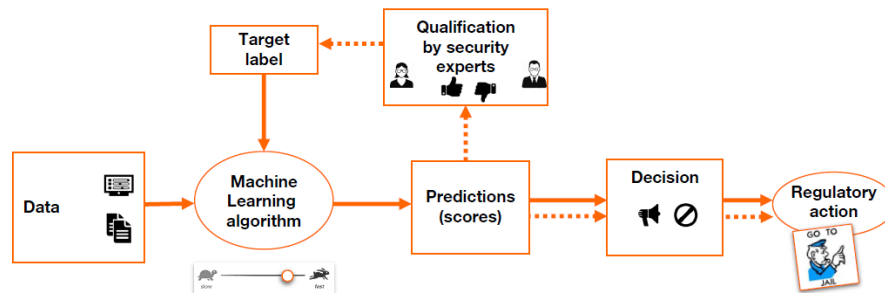 Target
label
Qualification
by security
experts
Data
Machine
Learning
algorithm
Predictions
(scores)
Decision
Regulatory
action
slow
fast
GO TO
JAIL